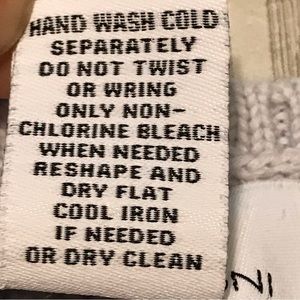 HAND WASH COLD
SEPARATELY
DO NOT TWIST
OR WRING
ONLY NON-
CHLORINE BLEACH
WHEN NEEDED
RESHAPE AND
DRY FLAT
COOL IRON
IF NEEDED
OR DRY CLEAN